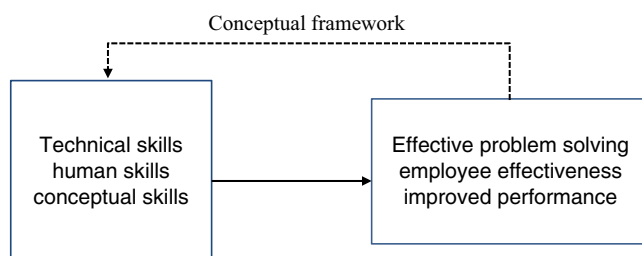 Conceptual framework
Technical skills
human skills
conceptual skills
Effective problem solving
employee effectiveness
improved performance